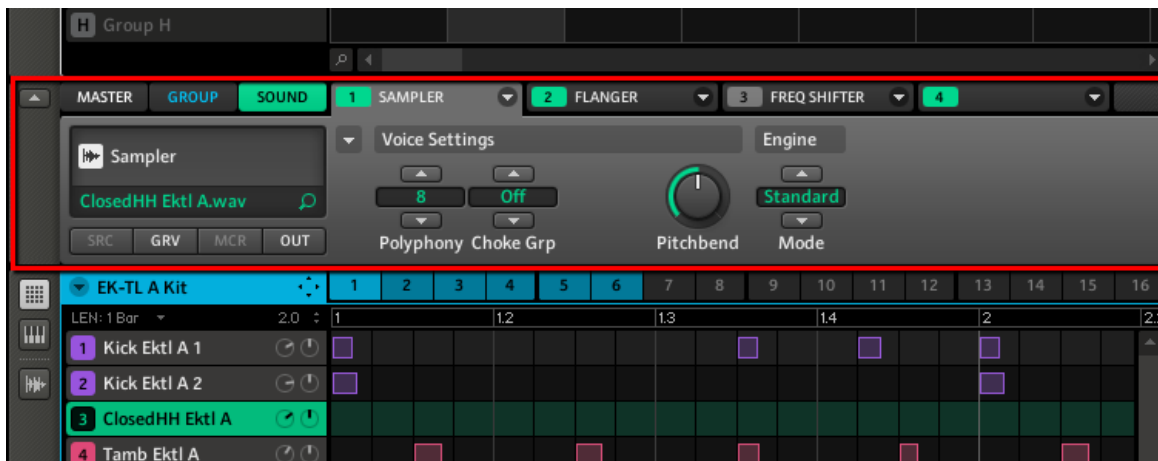 H Group H
MASTER GROUP SOUND 1 SAMPLER 2 FLANGER 3 FREQ SHIFTER 4
Sampler Voice Settings Engine
ClosedHH Ektl A.wav 8 Off Standard
SRC GRV MCR OUT Polyphony Choke Grp Pitchbend Mode
EK-TL A Kit 1 2 3 4 5 6 7 8 9 10 11 12 13 14 15 16
LEN: 1 Bar 2.0 1 1.2 1.3 1.4 2
1 Kick Ektl A 1
2 Kick Ektl A 2
3 ClosedHH Ektl A
4 Tamb Ektl A